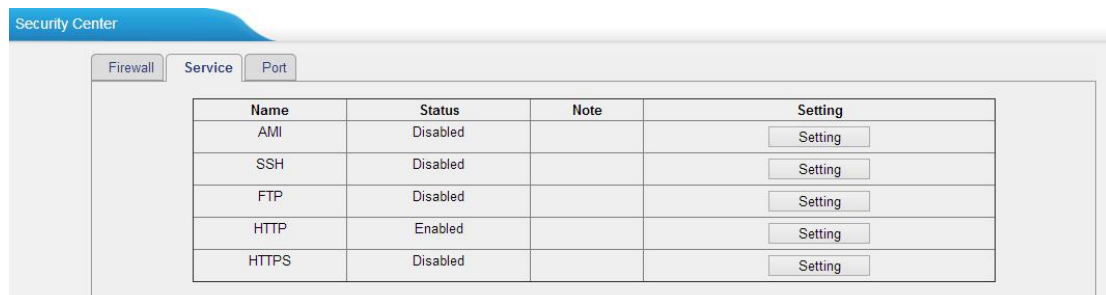 Security Center
Firewall Service Port
Name Status Note Setting
AMI Disabled Setting
SSH Disabled Setting
FTP Disabled Setting
HTTP Enabled Setting
HTTPS Disabled Setting